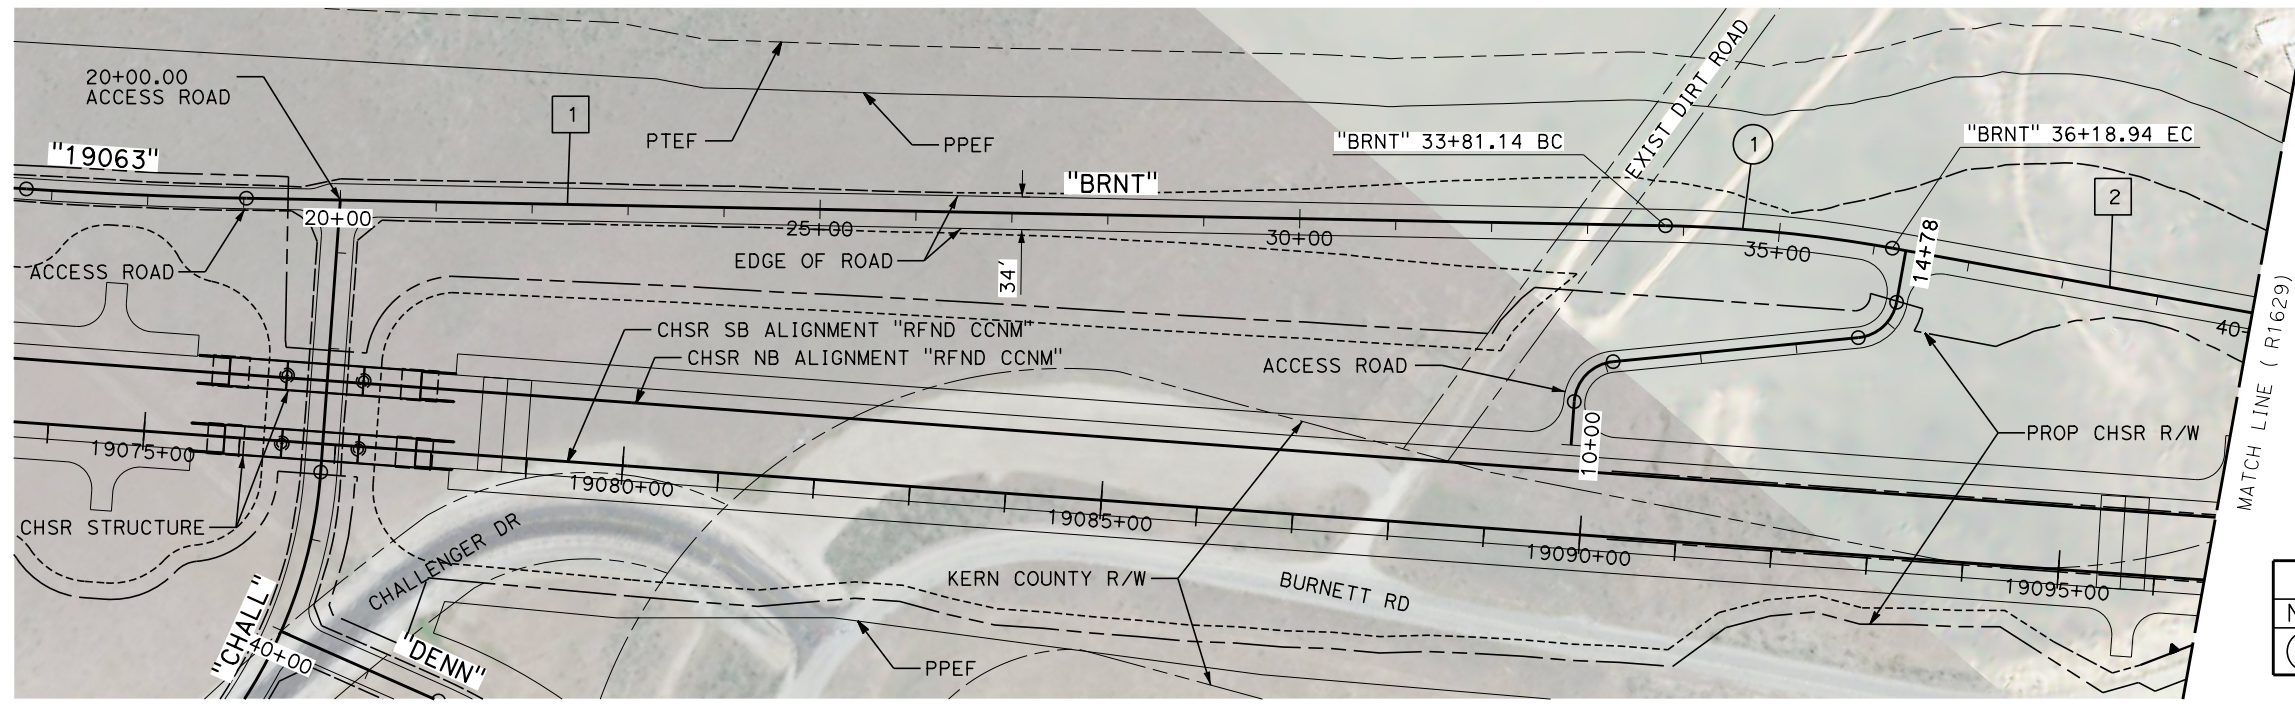 20+00.00
ACCESS ROAD
1
PTEF
PPEF
EXIST DIRT ROAD
"BRNT" 33+81.14 BC
1
"BRNT" 36+18.94 EC
"19063"
"BRNT"
2
20+00
25+00
30+00
35+00
14+78
40
ACCESS ROAD
EDGE OF ROAD
34'
CHSR SB ALIGNMENT "RFND CCNM"
CHSR NB ALIGNMENT "RFND CCNM"
ACCESS ROAD
10+00
PROP CHSR R/W
MATCH LINE (R1629)
19075+00
19080+00
19085+00
19090+00
19095+00
CHSR STRUCTURE
CHALLENGER DR
KERN COUNTY R/W
BURNETT RD
"CHALL"
40+00
"DENN"
PPEF
N